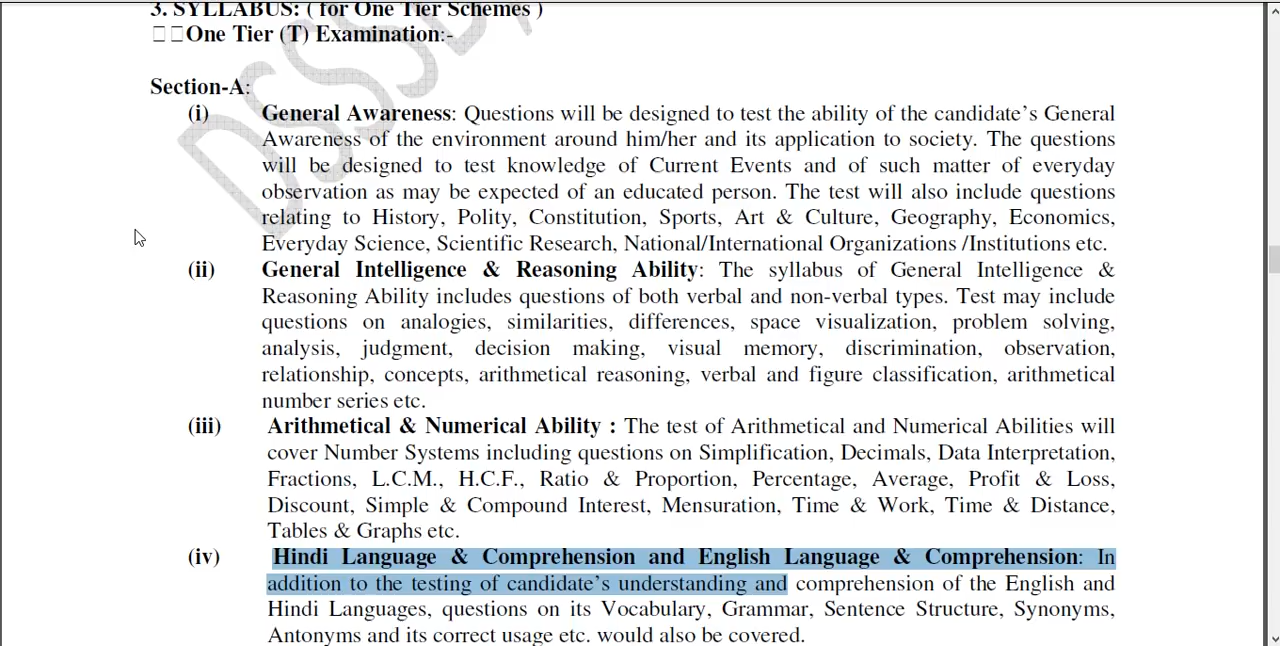 3. SYLLABUS: ( for One Tier Schemes )
□□One Tier (T) Examination:-
Section-A:
(i) General Awareness: Questions will be designed to test the ability of the candidate’s General
Awareness of the environment around him/her and its application to society. The questions
will be designed to test knowledge of Current Events and of such matter of everyday
observation as may be expected of an educated person. The test will also include questions
relating to History, Polity, Constitution, Sports, Art & Culture, Geography, Economics,
Everyday Science, Scientific Research, National/International Organizations /Institutions etc.
(ii) General Intelligence & Reasoning Ability: The syllabus of General Intelligence &
Reasoning Ability includes questions of both verbal and non-verbal types. Test may include
questions on analogies, similarities, differences, space visualization, problem solving,
analysis, judgment, decision making, visual memory, discrimination, observation,
relationship, concepts, arithmetical reasoning, verbal and figure classification, arithmetical
number series etc.
(iii) Arithmetical & Numerical Ability : The test of Arithmetical and Numerical Abilities will
cover Number Systems including questions on Simplification, Decimals, Data Interpretation,
Fractions, L.C.M., H.C.F., Ratio & Proportion, Percentage, Average, Profit & Loss,
Discount, Simple & Compound Interest, Mensuration, Time & Work, Time & Distance,
Tables & Graphs etc.
(iv) Hindi Language & Comprehension and English Language & Comprehension: In
addition to the testing of candidate’s understanding and comprehension of the English and
Hindi Languages, questions on its Vocabulary, Grammar, Sentence Structure, Synonyms,
Antonyms and its correct usage etc. would also be covered.